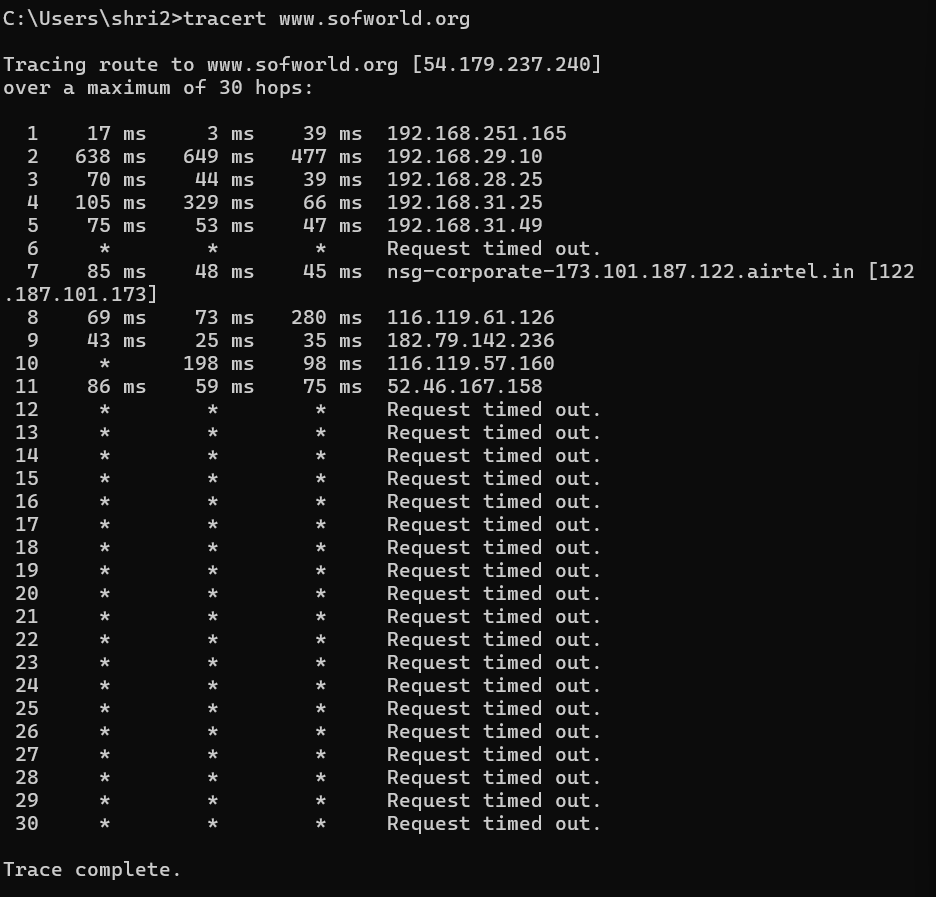 C:\Users\shri2>tracert www.sofworld.org
Tracing route to www.sofworld.org [54.179.237.240]
over a maximum of 30 hops:
1 17 ms 3 ms 39 ms 192.168.251.165
2 638 ms 649 ms 477 ms 192.168.29.10
3 70 ms 44 ms 39 ms 192.168.28.25
4 105 ms 329 ms 66 ms 192.168.31.25
5 75 ms 53 ms 47 ms 192.168.31.49
6 * * * Request timed out.
7 85 ms 48 ms 45 ms nsg-corporate-173.101.187.122.airtel.in [122
.187.101.173]
8 69 ms 73 ms 280 ms 116.119.61.126
9 43 ms 25 ms 35 ms 182.79.142.236
10 * 198 ms 98 ms 116.119.57.160
11 86 ms 59 ms 75 ms 52.46.167.158
12 * * * Request timed out.
13 * * * Request timed out.
14 * * * Request timed out.
15 * * * Request timed out.
16 * * * Request timed out.
17 * * * Request timed out.
18 * * * Request timed out.
19 * * * Request timed out.
20 * * * Request timed out.
21 * * * Request timed out.
22 * * * Request timed out.
23 * * * Request timed out.
24 * * * Request timed out.
25 * * * Request timed out.
26 * * * Request timed out.
27 * * * Request timed out.
28 * * * Request timed out.
29 * * * Request timed out.
30 * * * Request timed out.
Trace complete.